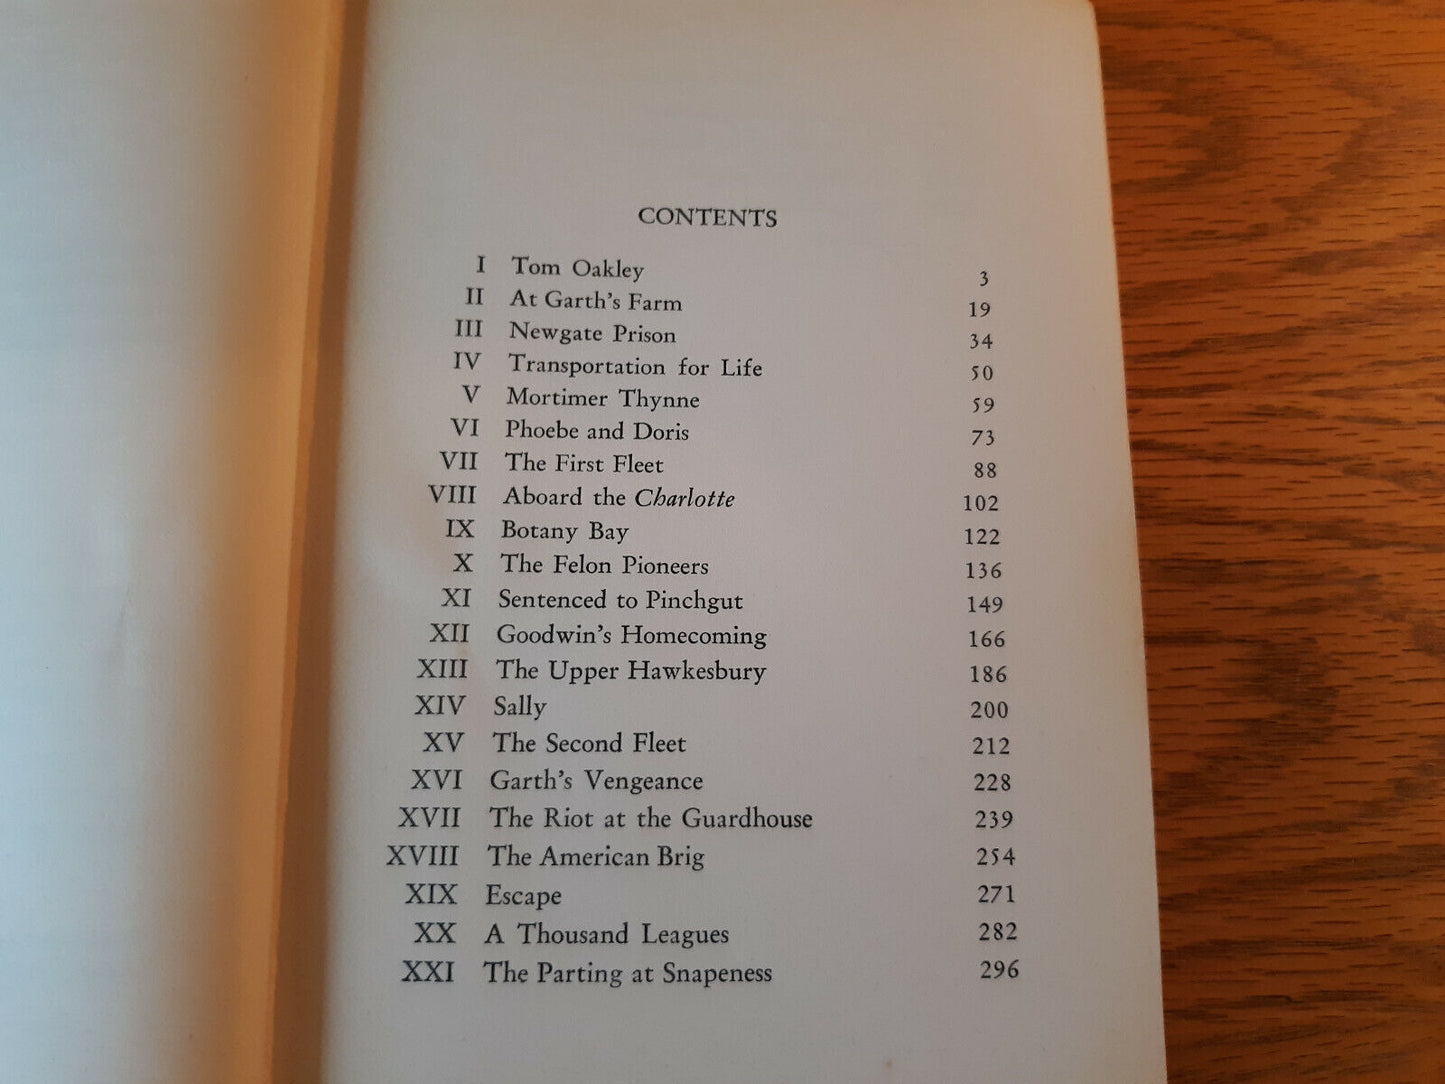 CONTENTS
I Tom Oakley 3
II At Garth's Farm 19
III Newgate Prison 34
IV Transportation for Life 50
V Mortimer Thynne 59
VI Phoebe and Doris 73
VII The First Fleet 88
VIII Aboard the Charlotte 102
IX Botany Bay 122
X The Felon Pioneers 136
XI Sentenced to Pinchgut 149
XII Goodwin's Homecoming 166
XIII The Upper Hawkesbury 186
XIV Sally 200
XV The Second Fleet 212
XVI Garth's Vengeance 228
XVII The Riot at the Guardhouse 239
XVIII The American Brig 254
XIX Escape 271
XX A Thousand Leagues 282
XXI The Parting at Snapeness 296